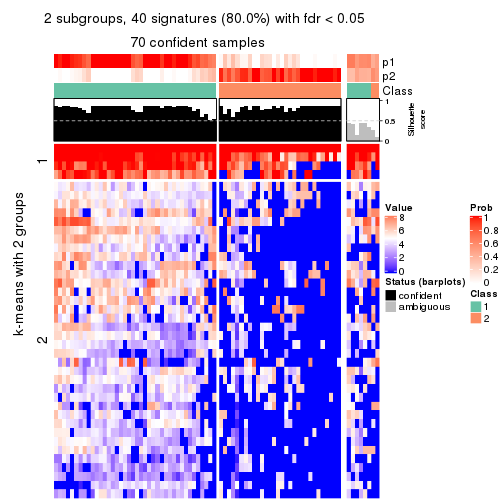 2 subgroups, 40 signatures (80.0%) with fdr < 0.05
70 confident samples
p1
p2
Class
1
0.5
0
Silhouette
score
1
2
k-means with 2 groups
Value
8
6
4
2
0
Prob
1
0.8
0.6
0.4
0.2
0
Status (barplots)
confident
ambiguous
Class
1
2